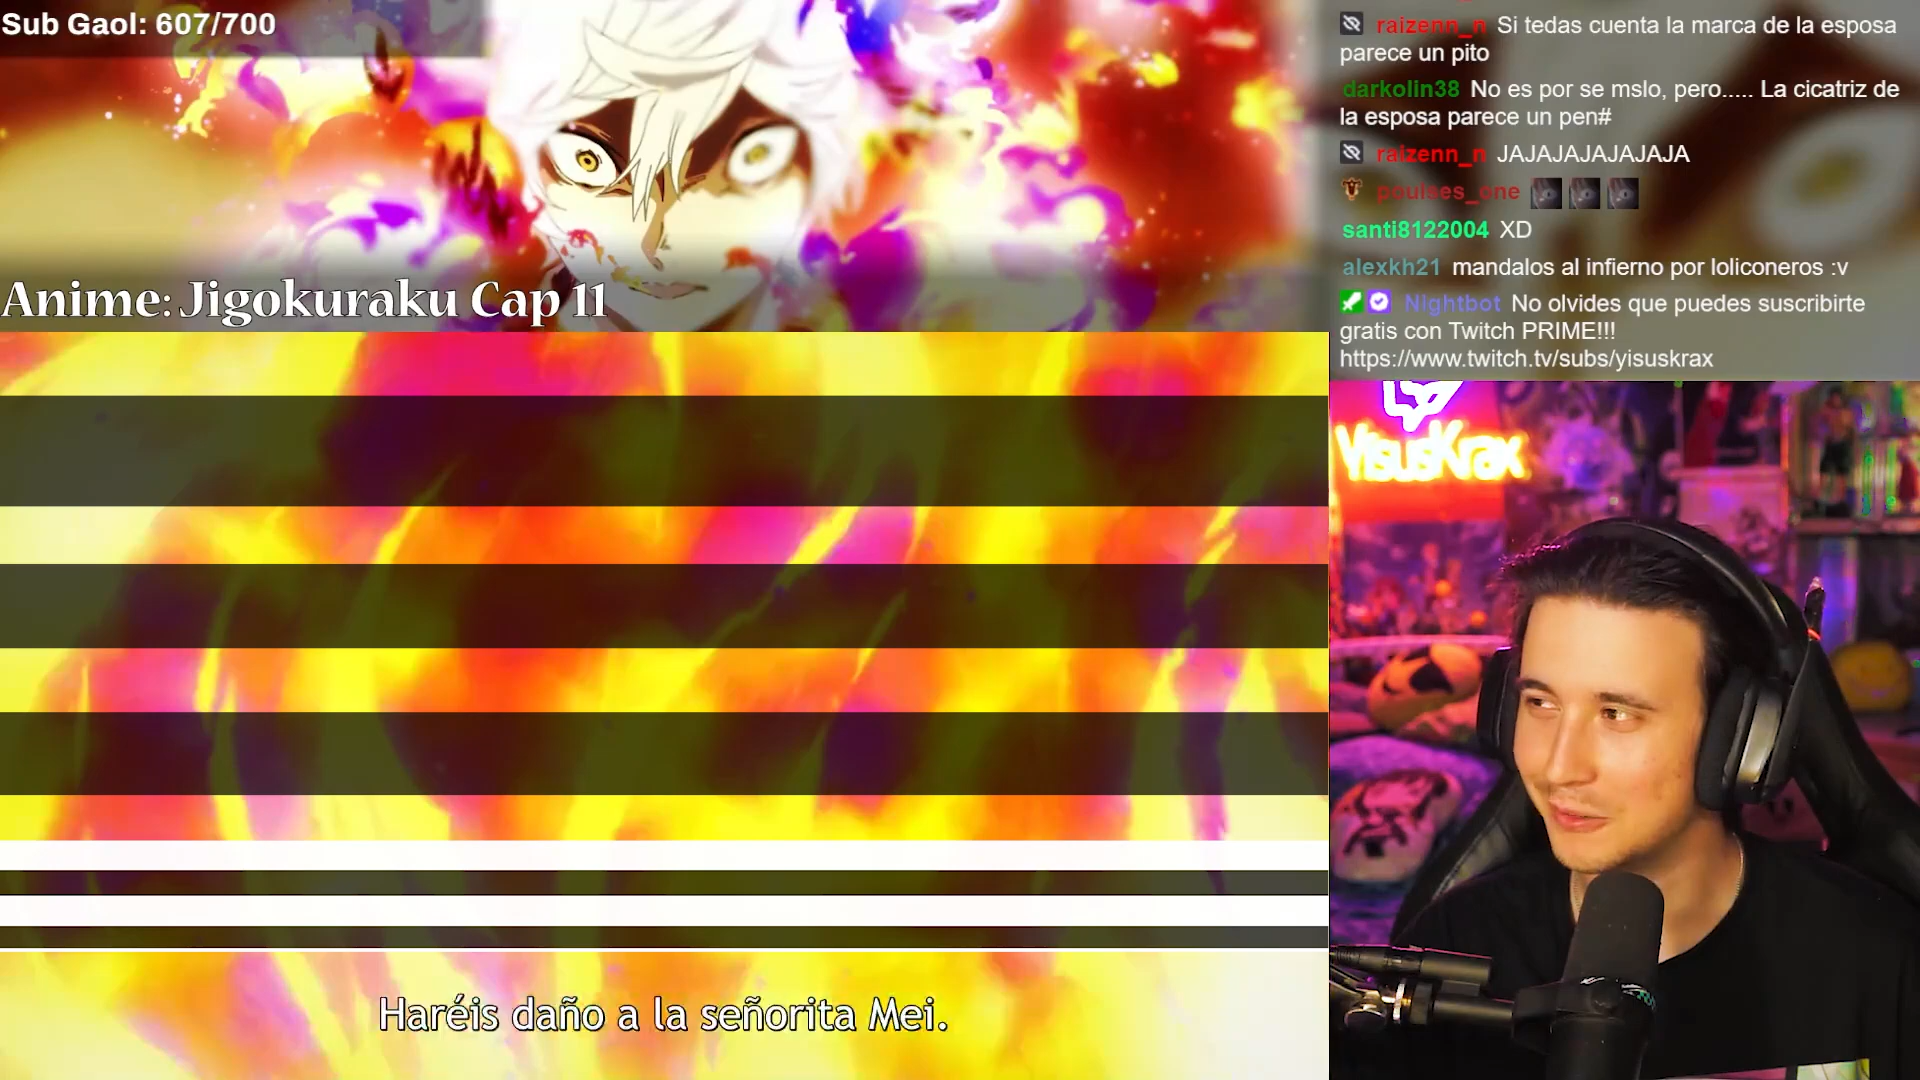 Sub Gaol: 607/700
Anime: Jigokuraku Cap 11
raizenn_n Si tedas cuenta la marca de la esposa
parece un pito
darkolin38 No es por se mslo, pero..... La cicatriz de
la esposa parece un pen#
raizenn_n JAJAJAJAJAJAJA
pouises_one
santi8122004 XD
alexkh21 mandalos al infierno por loliconeros :v
Nightbot No olvides que puedes suscribirte
gratis con Twitch PRIME!!!
https://www.twitch.tv/subs/yisuskrax
YisusKrax
Haréis daño a la señorita Mei.